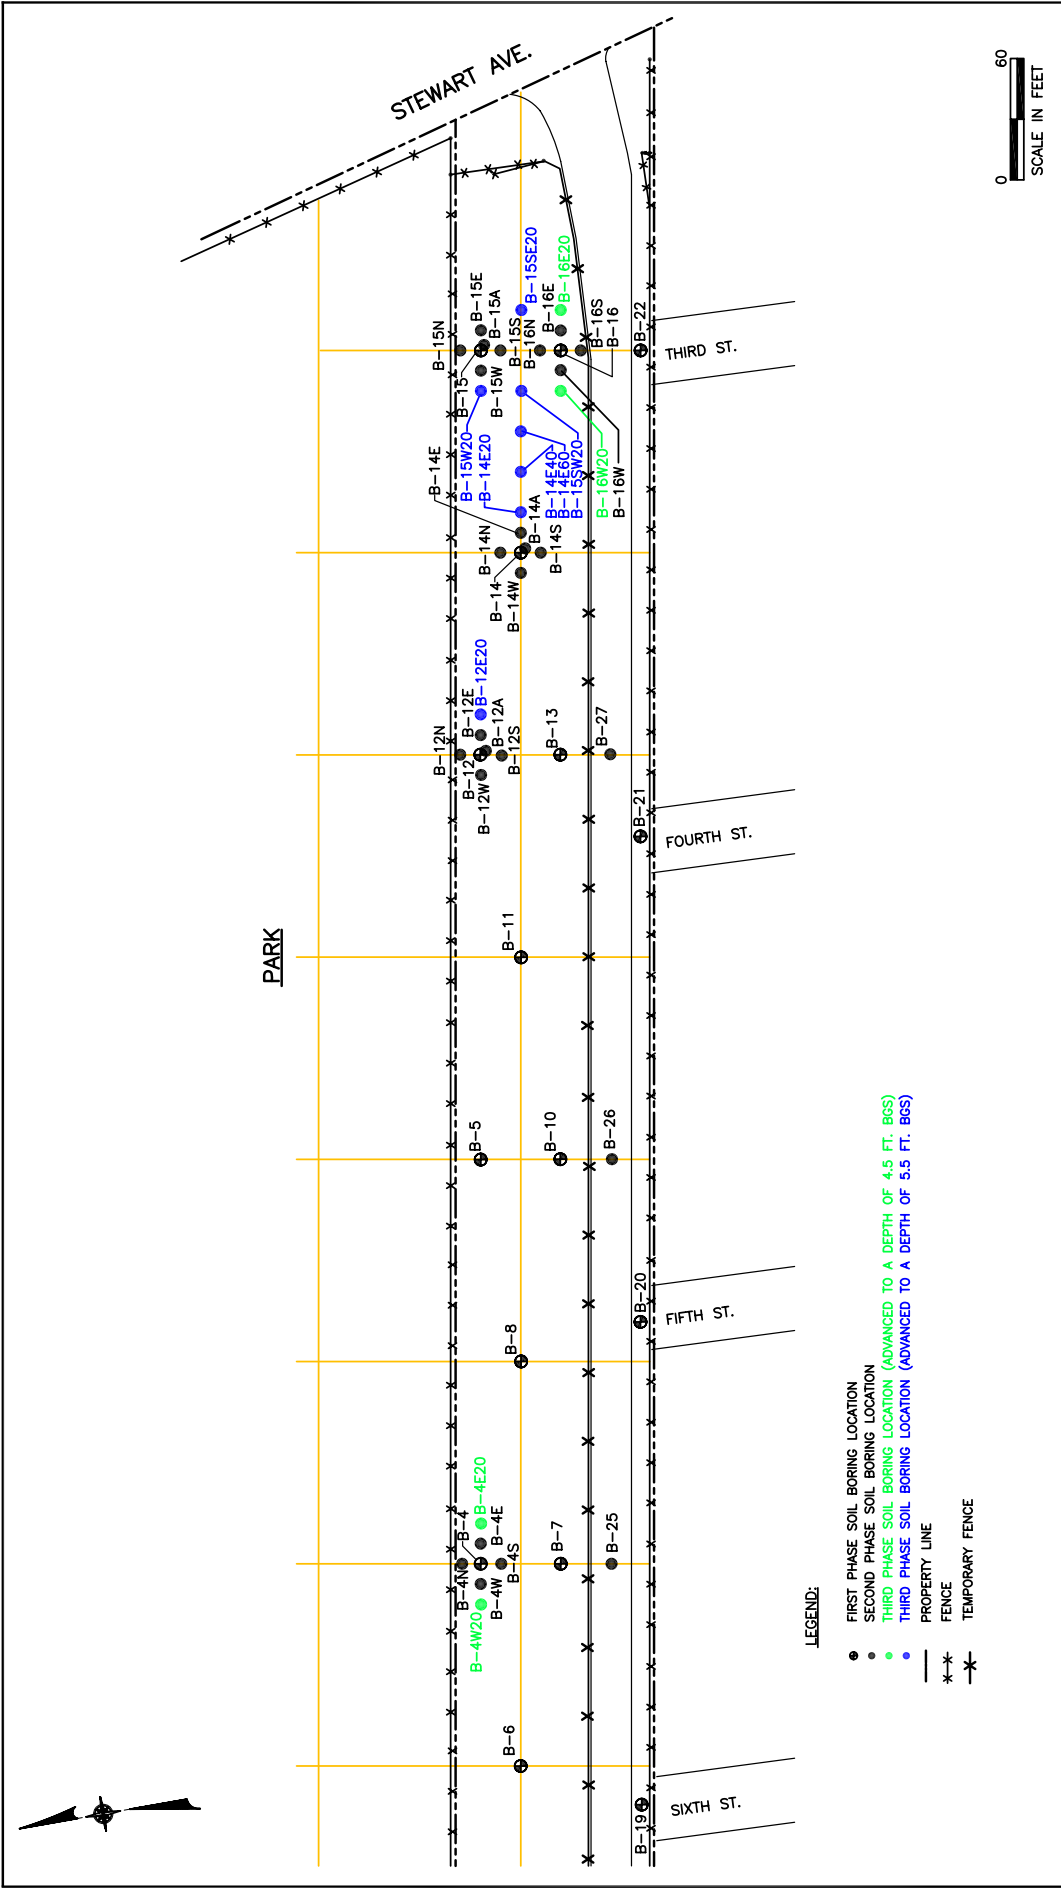 STEWART AVE.
PARK
B-15N
B-15E
B-15A
B-15
B-15W
B-15S
B-15SE20
B-15W20
B-15SW20
B-16N
B-16E
B-16E20
B-16S
B-16
B-16W20
B-16W
B-22
THIRD ST.
B-14E
B-14E20
B-14E40
B-14E60
B-14N
B-14A
B-14S
B-14
B-14W
B-12N
B-12E
B-12E20
B-12A
B-12
B-12W
B-12S
B-13
B-27
B-21
FOURTH ST.
B-11
B-5
B-10
B-26
B-20
FIFTH ST.
B-8
B-4
B-4E20
B-4E
B-4N
B-4S
B-4W
B-4W20
B-7
B-25
B-6
B-19
SIXTH ST.
LEGEND:
FIRST PHASE SOIL BORING LOCATION
SECOND PHASE SOIL BORING LOCATION
THIRD PHASE SOIL BORING LOCATION (ADVANCED TO A DEPTH OF 4.5 FT. BGS)
THIRD PHASE SOIL BORING LOCATION (ADVANCED TO A DEPTH OF 5.5 FT. BGS)
PROPERTY LINE
FENCE
TEMPORARY FENCE
0 60
SCALE IN FEET